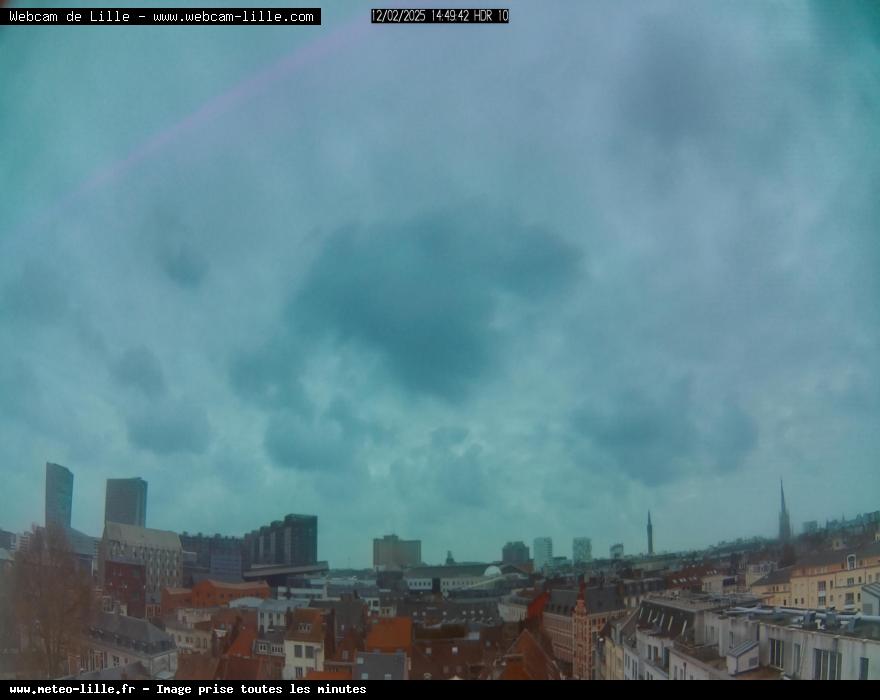 Webcam de Lille - www.webcam-lille.com
12/02/2025 14:49:42 HDR 10
www.meteo-lille.fr - Image prise toutes les minutes